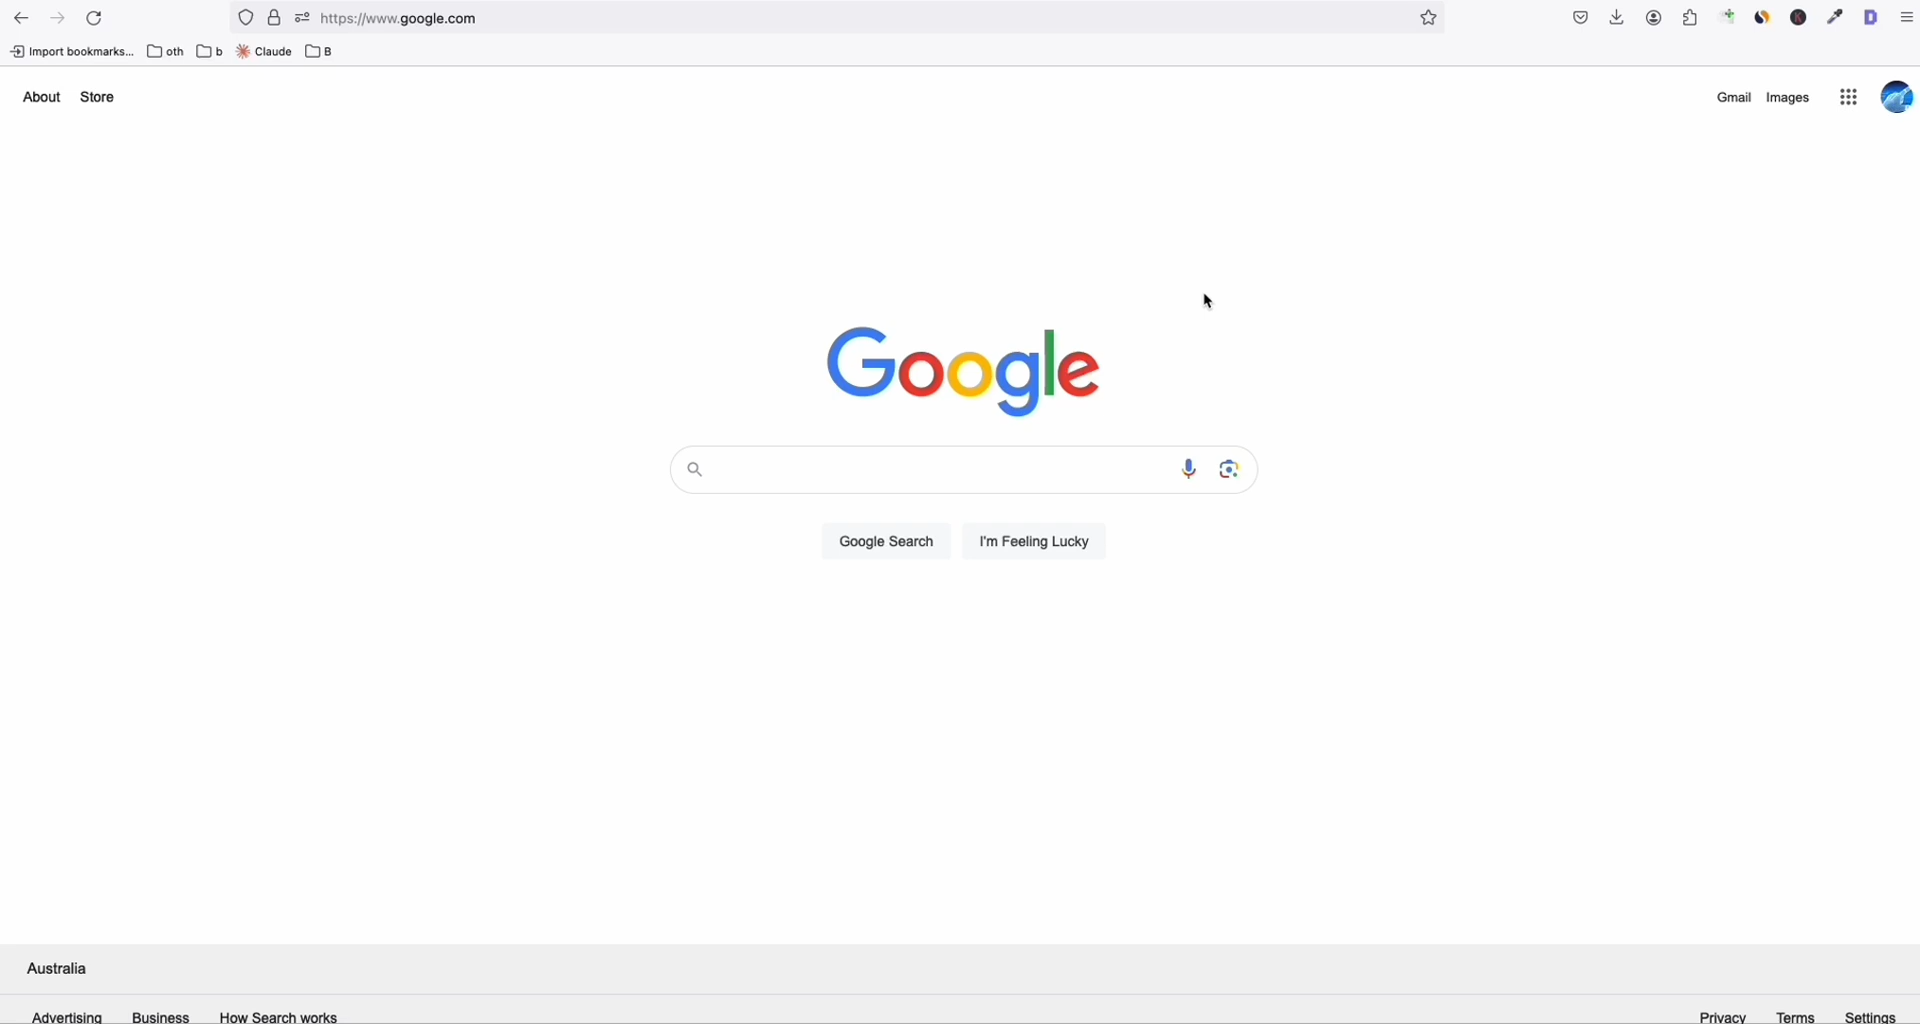 https://www.google.com
Import bookmarks... oth b Claude B
About Store Gmail Images
Google
Google Search I'm Feeling Lucky
Australia
Advertising Business How Search works Privacy Terms Settings